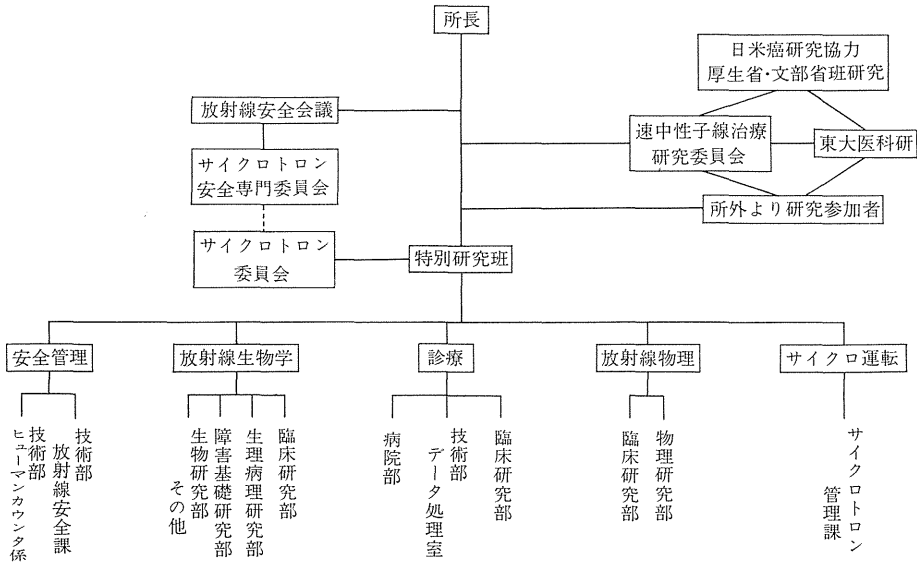 所長
日米癌研究協力
厚生省・文部省班研究
放射線安全会議
速中性子線治療
研究委員会
東大医科研
サイクロトロン
安全専門委員会
所外より研究参加者
サイクロトロン
委員会
特別研究班
安全管理
放射線生物学
診療
放射線物理
サイクロ運転
技術部
放射線安全課
技術部
ヒューマンカウンタ係
臨床研究部
生理病理研究部
障害基礎研究部
生物研究部
その他
臨床研究部
技術部
データ処理室
病院部
物理研究部
臨床研究部
サイクロトロン
管理課